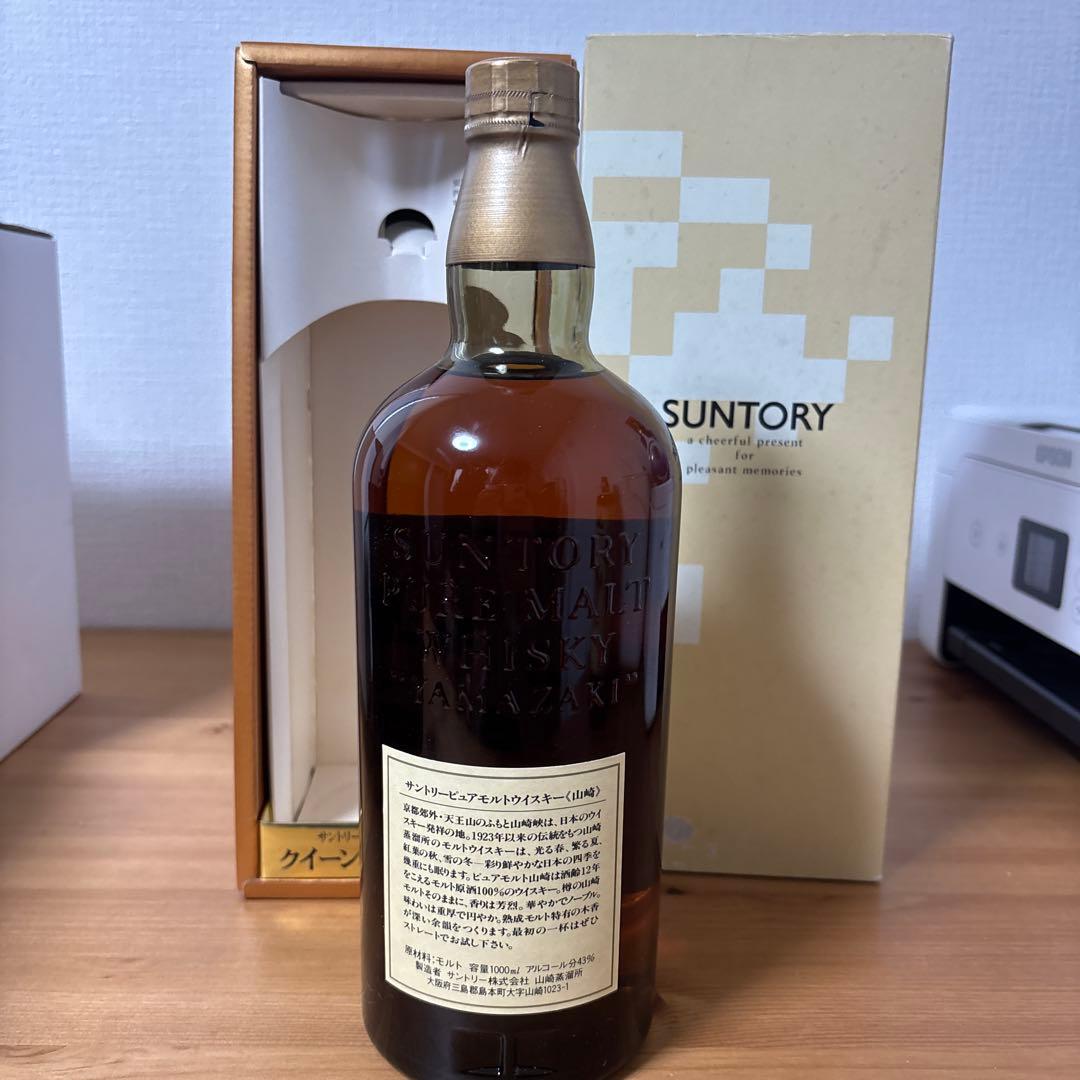 SUNTORY
a cheerful present
for
pleasant memories
EPSON
SUNTORY
PURE MALT
WHISKY
"YAMAZAKI"
サントリー
クイーン
サントリーピュアモルトウイスキー《山崎》
京都郊外・天王山のふもと山崎峡は、日本のウイ
スキー発祥の地。1923年以来の伝統をもつ山崎
蒸溜所のモルトウイスキーは、光る春、繁る夏、
紅葉の秋、雪の冬—彩り鮮やかな日本の四季を
幾重にも眠ります。ピュアモルト山崎は酒齢12年
をこえるモルト原酒100%のウイスキー。樽の山崎
モルトそのままに、香りは芳烈。華やかでノーブル。
味わいは重厚で円やか。熟成モルト特有の木香
が深い余韻をつくります。最初の一杯はぜひ
ストレートでお試し下さい。
原材料:モルト 容量1000ml アルコール分43%
製造者 サントリー株式会社 山崎蒸溜所
大阪府三島郡島本町大字山崎1023-1